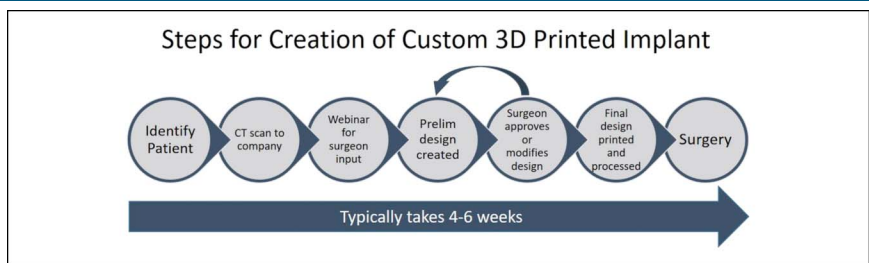 Steps for Creation of Custom 3D Printed Implant
Identify
Patient
CT scan to
company
Webinar
for
surgeon
input
Prelim
design
created
Surgeon
approves
or
modifies
design
Final
design
printed
and
processed
Surgery
Typically takes 4-6 weeks